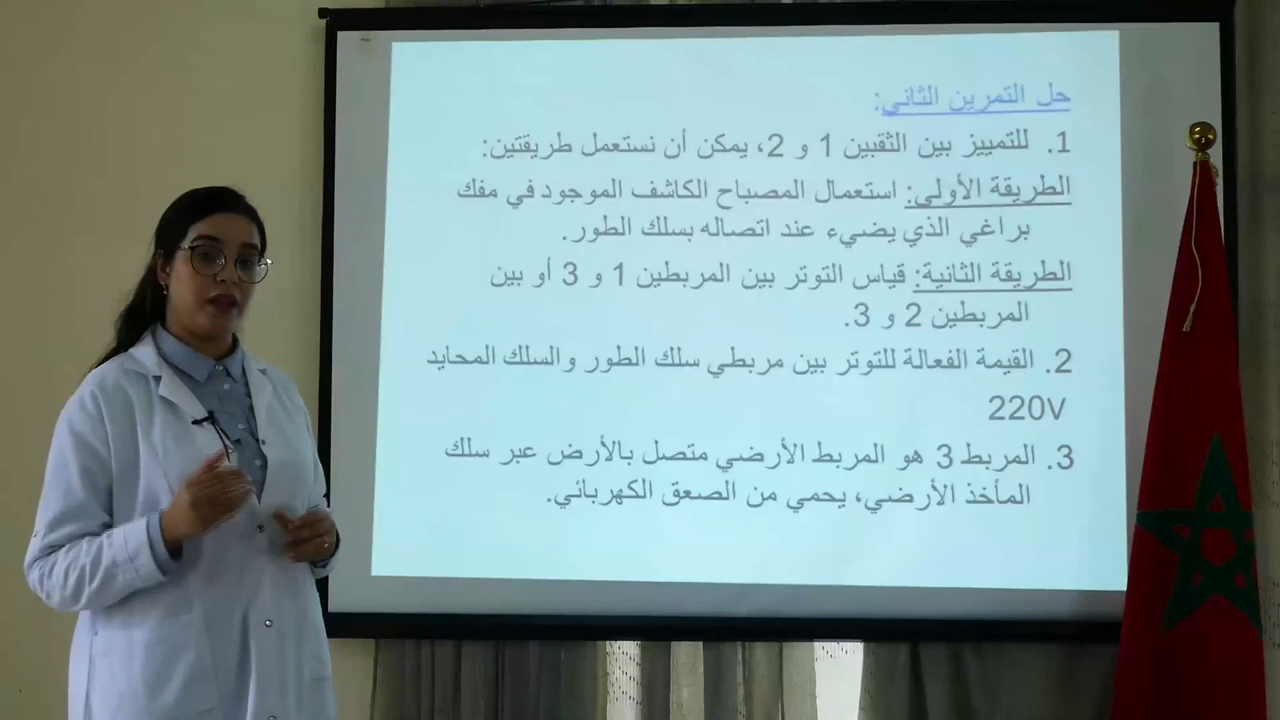 حل التمرين الثاني:
1. للتمييز بين الثقبين 1 و 2، يمكن أن نستعمل طريقتين:
الطريقة الأولى: استعمال المصباح الكاشف الموجود في مفك
براغي الذي يضيء عند اتصاله بسلك الطور.
الطريقة الثانية: قياس التوتر بين المربطين 1 و 3 أو بين
المربطين 2 و 3.
2. القيمة الفعالة للتوتر بين مربطي سلك الطور والسلك المحايد
220V
3. المربط 3 هو المربط الأرضي متصل بالأرض عبر سلك
المأخذ الأرضي، يحمي من الصعق الكهربائي.